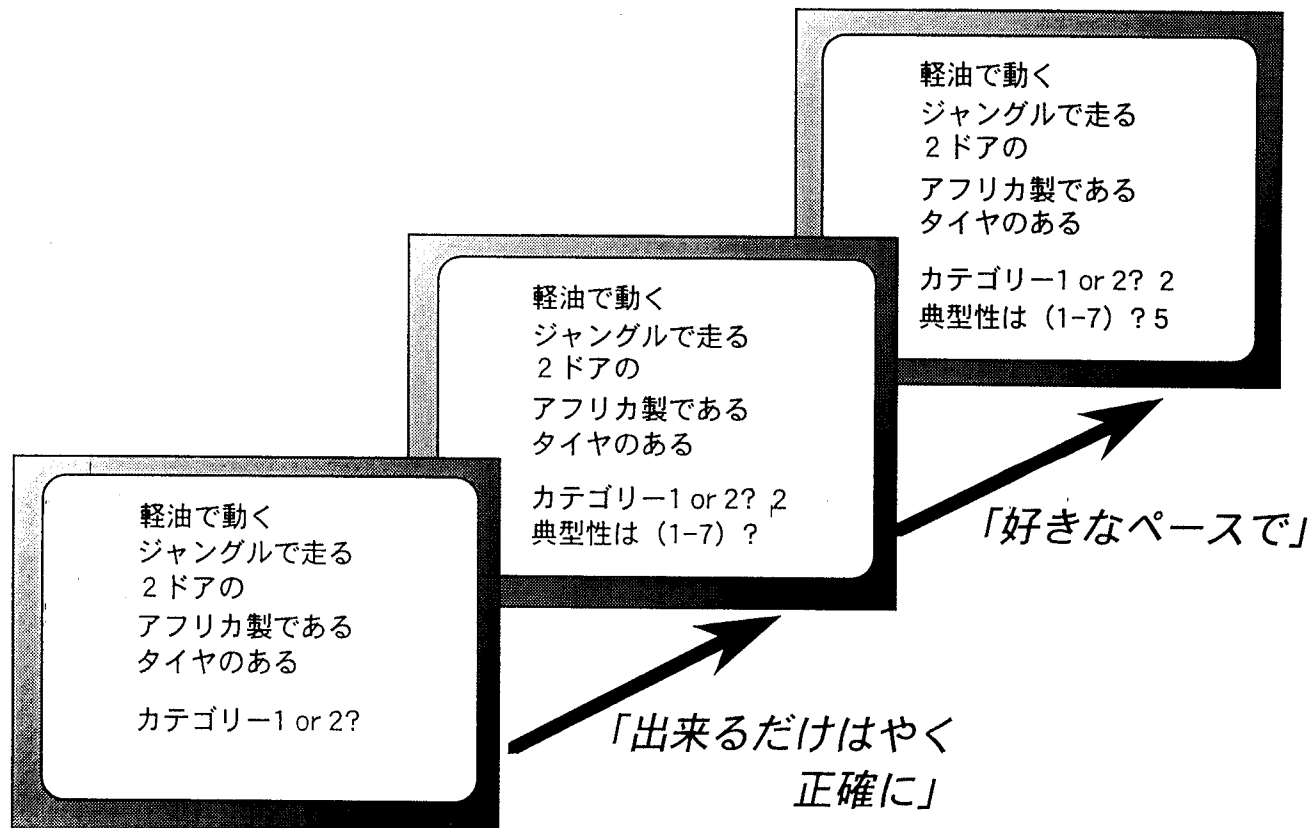 軽油で動く
ジャングルで走る
2ドアの
アフリカ製である
タイヤのある
カテゴリー1 or 2?
「出来るだけはやく
正確に」
軽油で動く
ジャングルで走る
2ドアの
アフリカ製である
タイヤのある
カテゴリー1 or 2? 2
典型性は（1-7）?
「好きなペースで」
軽油で動く
ジャングルで走る
2ドアの
アフリカ製である
タイヤのある
カテゴリー1 or 2? 2
典型性は（1-7）? 5